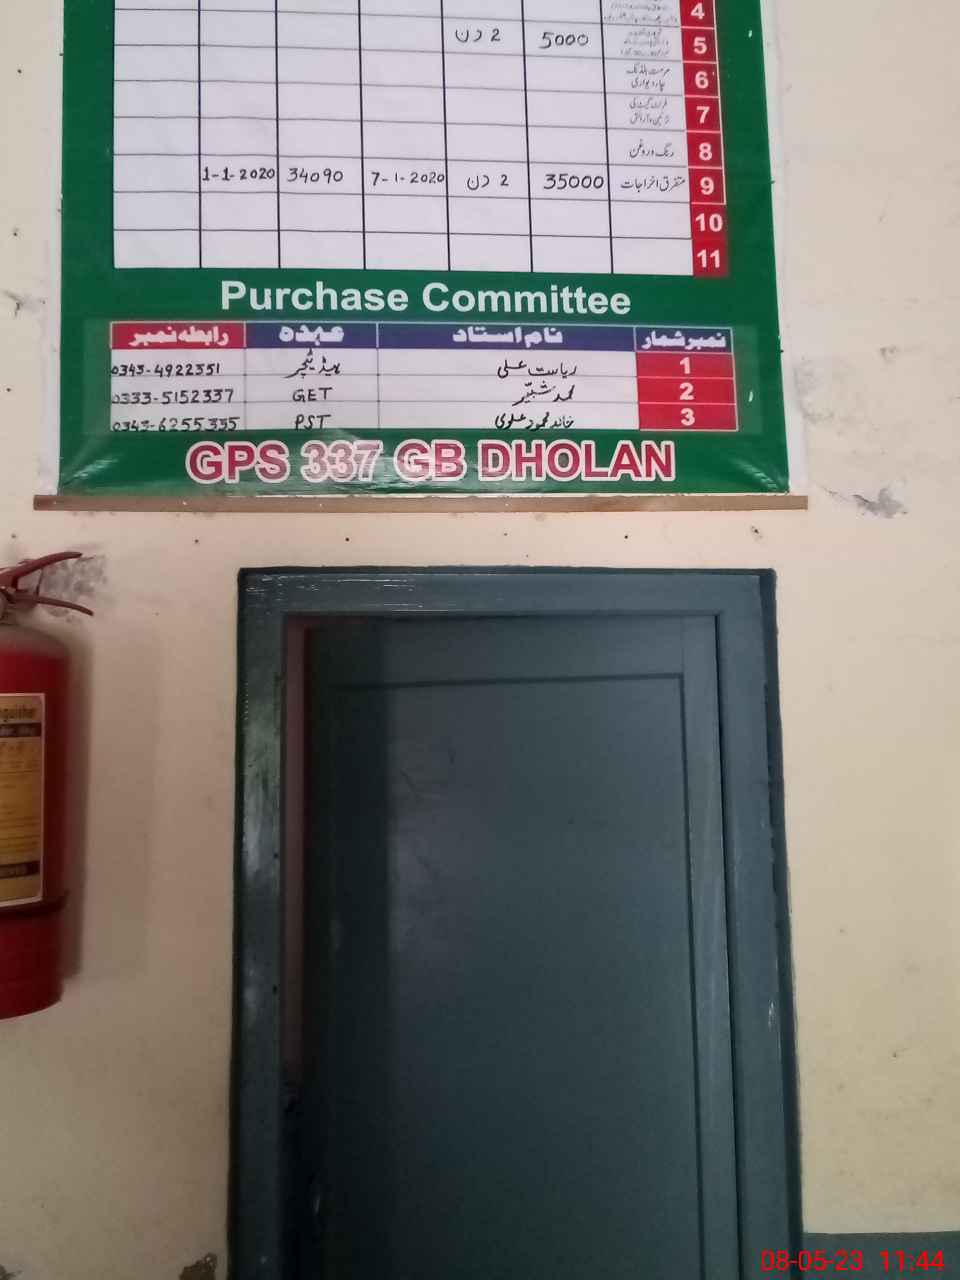 4
5 5000 2 دن
6 مرمت بلڈنگ چار دیواری
7
8 رنگ و روغن
9 متفرق اخراجات 35000 2 دن 7-1-2020 34090 1-1-2020
10
11
Purchase Committee
نمبر شمار نام استاد عہدہ رابطہ نمبر
1 ریاست علی ہیڈ ٹیچر 0343-4922351
2 محمد شبیر GET 0333-5152337
3 خالد محمود علوی PST 0343-6255335
GPS 337 GB DHOLAN
08-05-23 11:44